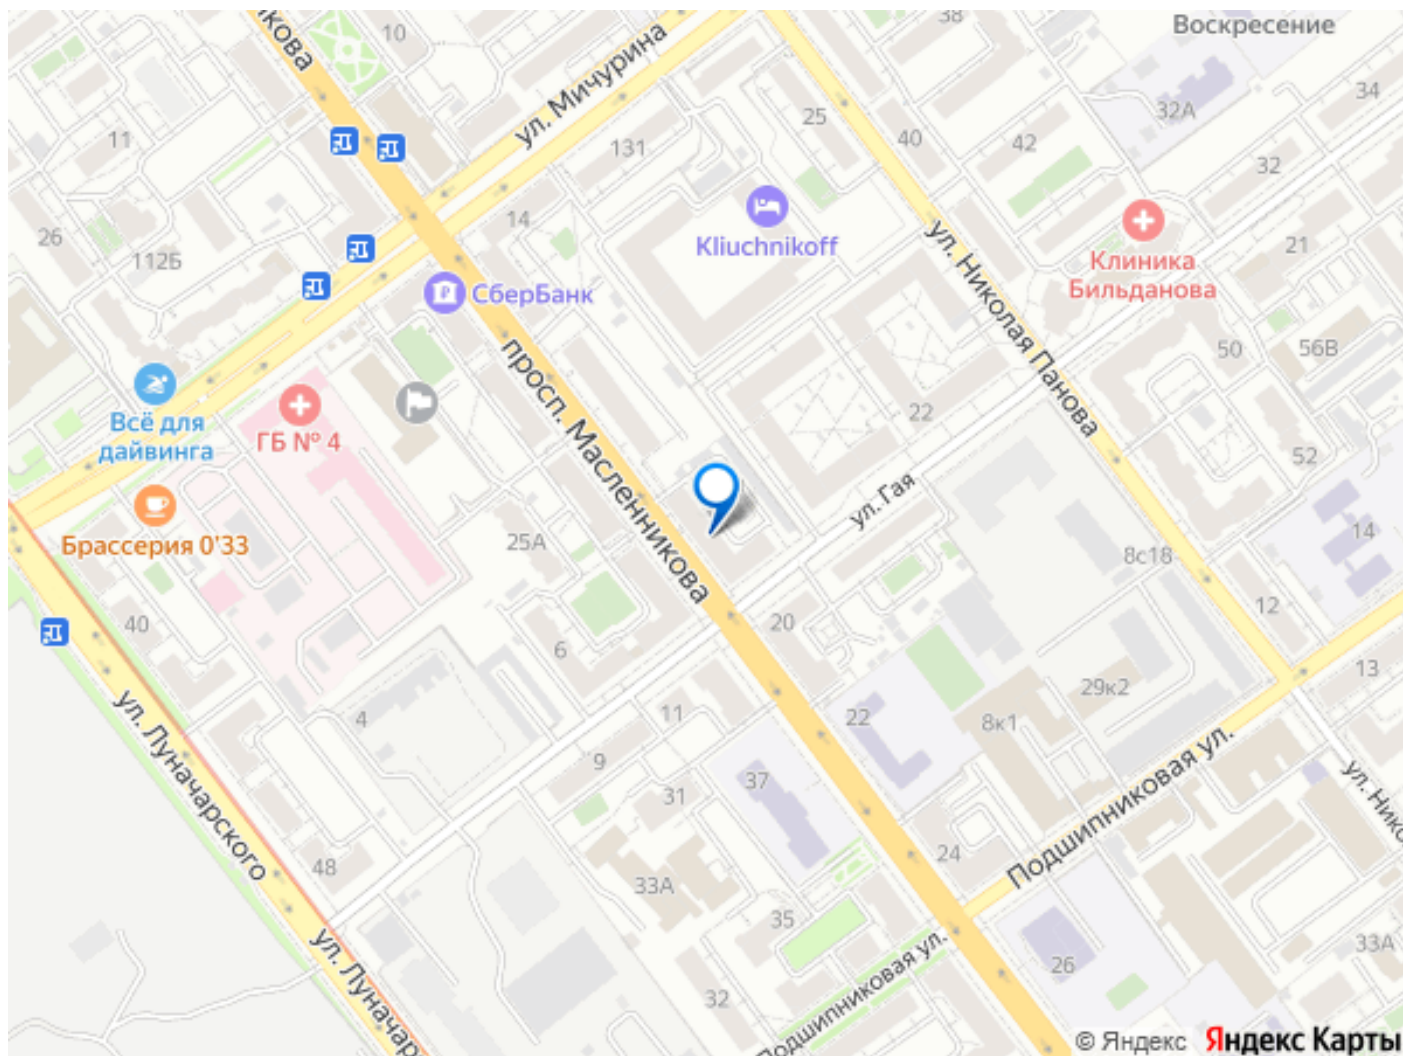 икова
10
38
Воскресение
ул. Мичурина
11
131
25
40
42
32А
34
32
26
112Б
14
Kliuchnikoff
ул. Николая Панова
Клиника
Бильданова
21
СберБанк
просп. Масленникова
50
56В
Всё для
дайвинга
ГБ № 4
22
52
ул. Гая
Брассерия 0'33
25А
8с18
14
40
6
20
12
13
4
11
22
29к2
8к1
ул. Луначарского
9
31
37
Подшипниковая ул.
ул. Нико
48
33А
24
35
ул. Луначар
Подшипниковая ул.
32
26
33А
© Яндекс Яндекс Карты